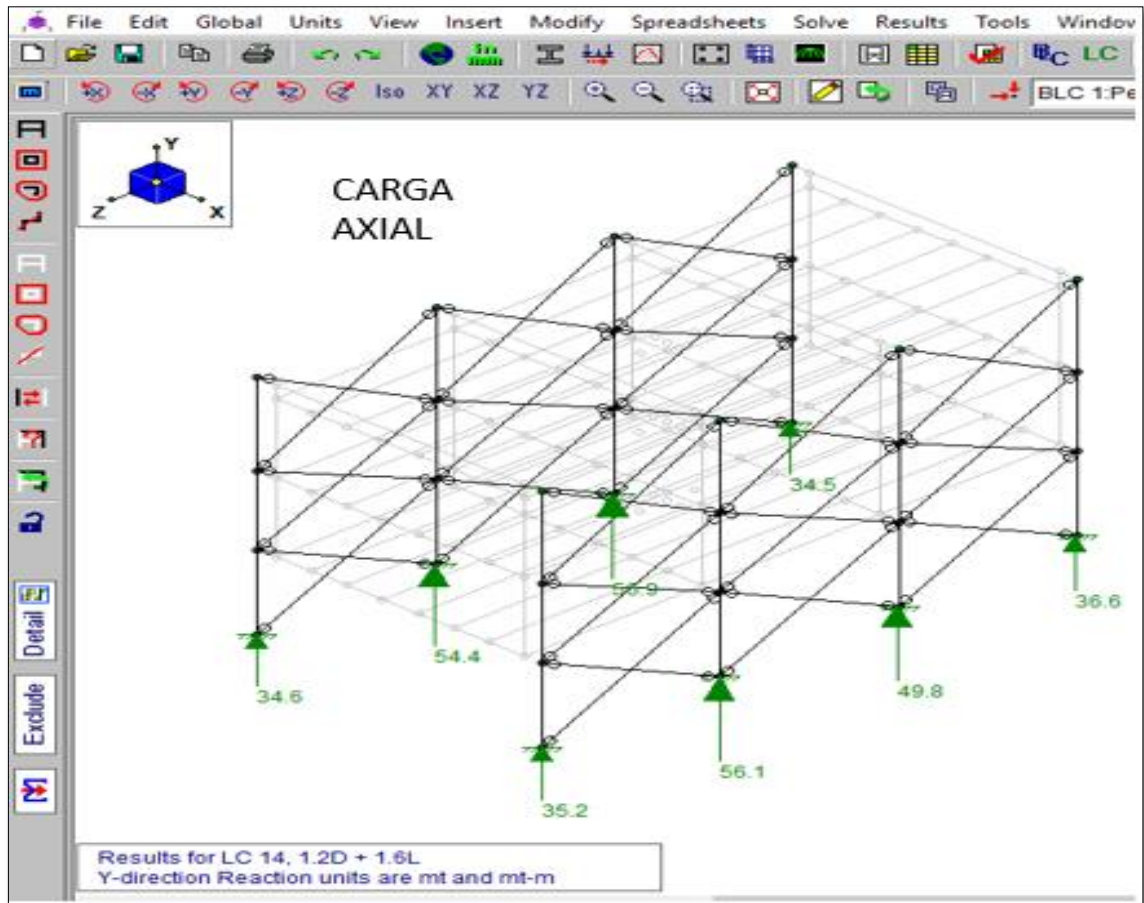 File Edit Global Units View Insert Modify Spreadsheets Solve Results Tools Window
LC
Iso XY XZ YZ BLC 1:Pe
Y
Z X
CARGA
AXIAL
34.5
36.6
54.4
49.8
34.6
56.1
35.2
Detail
Exclude
Results for LC 14, 1.2D + 1.6L
Y-direction Reaction units are mt and mt-m